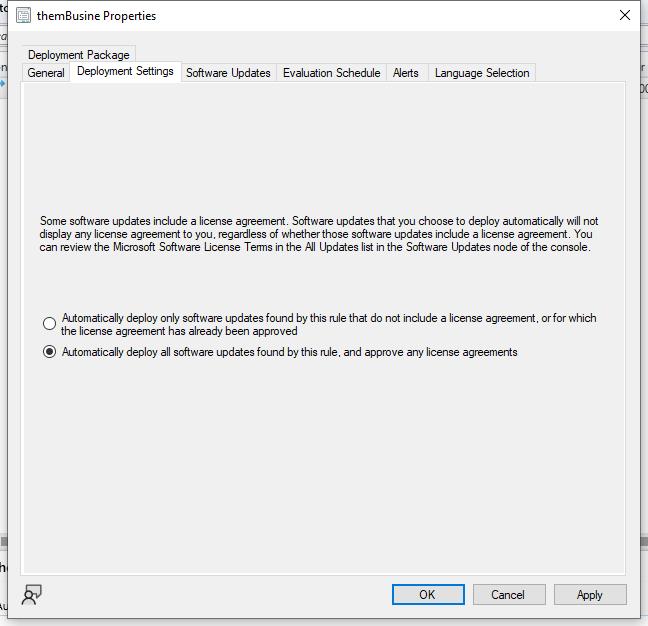 themBusine Properties
Deployment Package
General
Deployment Settings
Software Updates
Evaluation Schedule
Alerts
Language Selection
Some software updates include a license agreement. Software updates that you choose to deploy automatically will not
display any license agreement to you, regardless of whether those software updates include a license agreement. You
can review the Microsoft Software License Terms in the All Updates list in the Software Updates node of the console.
Automatically deploy only software updates found by this rule that do not include a license agreement, or for which
the license agreement has already been approved
Automatically deploy all software updates found by this rule, and approve any license agreements
OK
Cancel
Apply